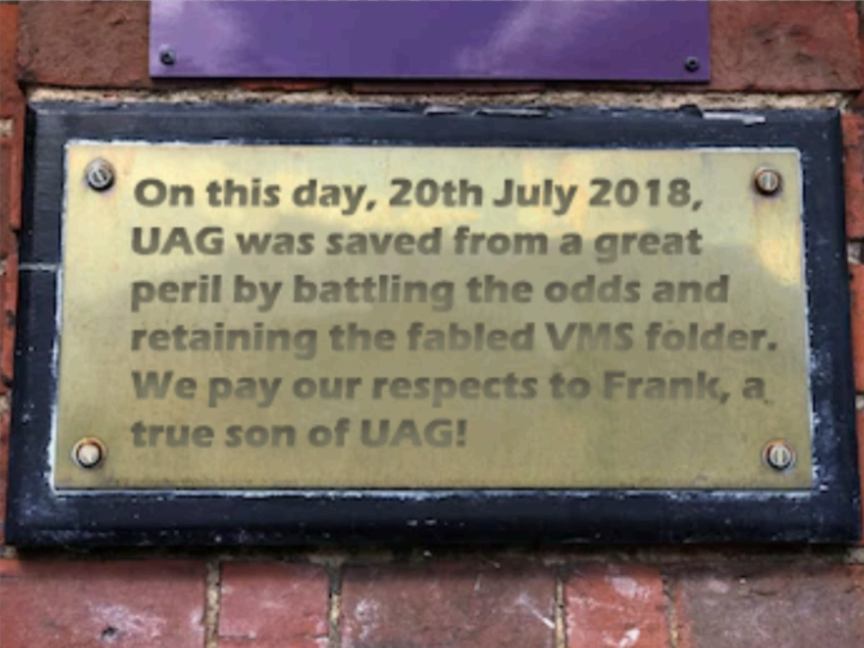 On this day, 20th July 2018,
UAG was saved from a great
peril by battling the odds and
retaining the fabled VMS folder.
We pay our respects to Frank, a
true son of UAG!